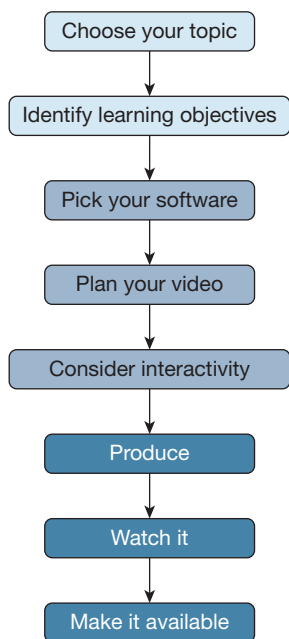 Choose your topic
Identify learning objectives
Pick your software
Plan your video
Consider interactivity
Produce
Watch it
Make it available